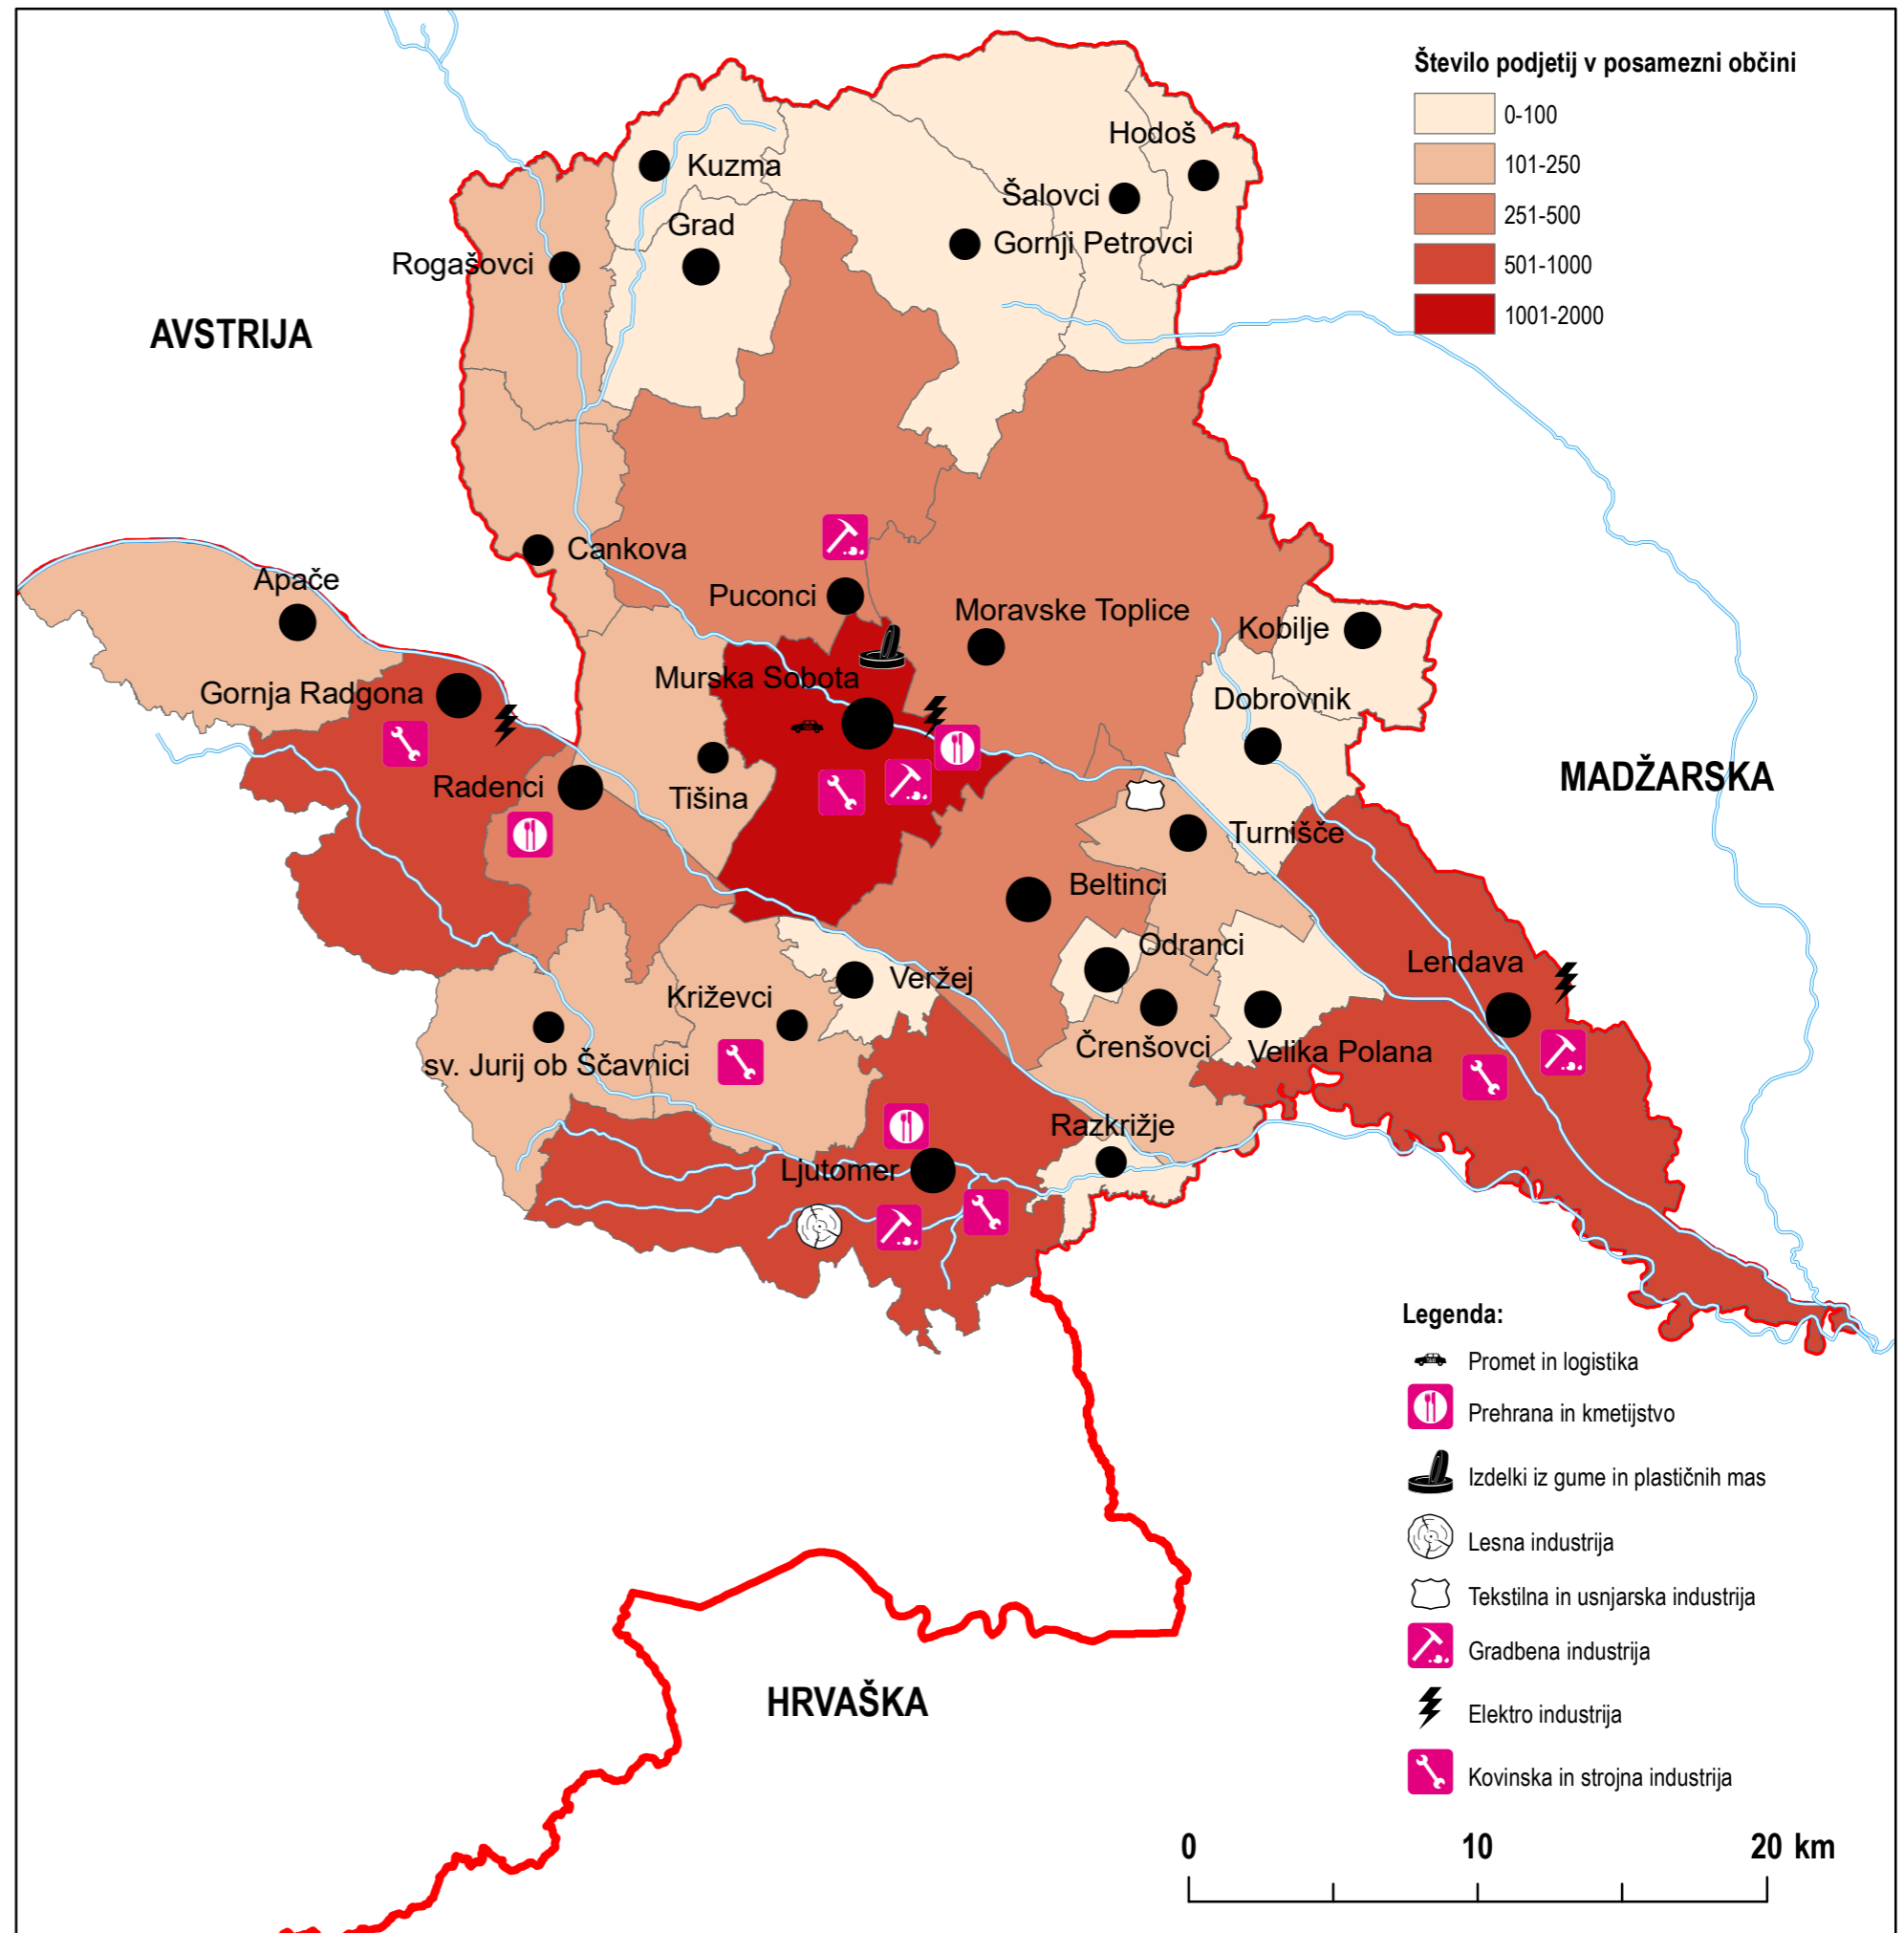 Število podjetij v posamezni občini
0-100
101-250
251-500
501-1000
1001-2000
Hodoš
Kuzma
Šalovci
Grad
Gornji Petrovci
Rogašovci
AVSTRIJA
Cankova
Apače
Puconci
Moravske Toplice
Kobilje
Murska Sobota
Gornja Radgona
Dobrovnik
MADŽARSKA
Radenci
Tišina
Turnišče
Beltinci
Odranci
Lendava
Veržej
Križevci
Črenšovci
Velika Polana
sv. Jurij ob Ščavnici
Razkrižje
Ljutomer
Legenda:
Promet in logistika
Prehrana in kmetijstvo
Izdelki iz gume in plastičnih mas
Lesna industrija
Tekstilna in usnjarska industrija
Gradbena industrija
Elektro industrija
Kovinska in strojna industrija
HRVAŠKA
0 10 20 km